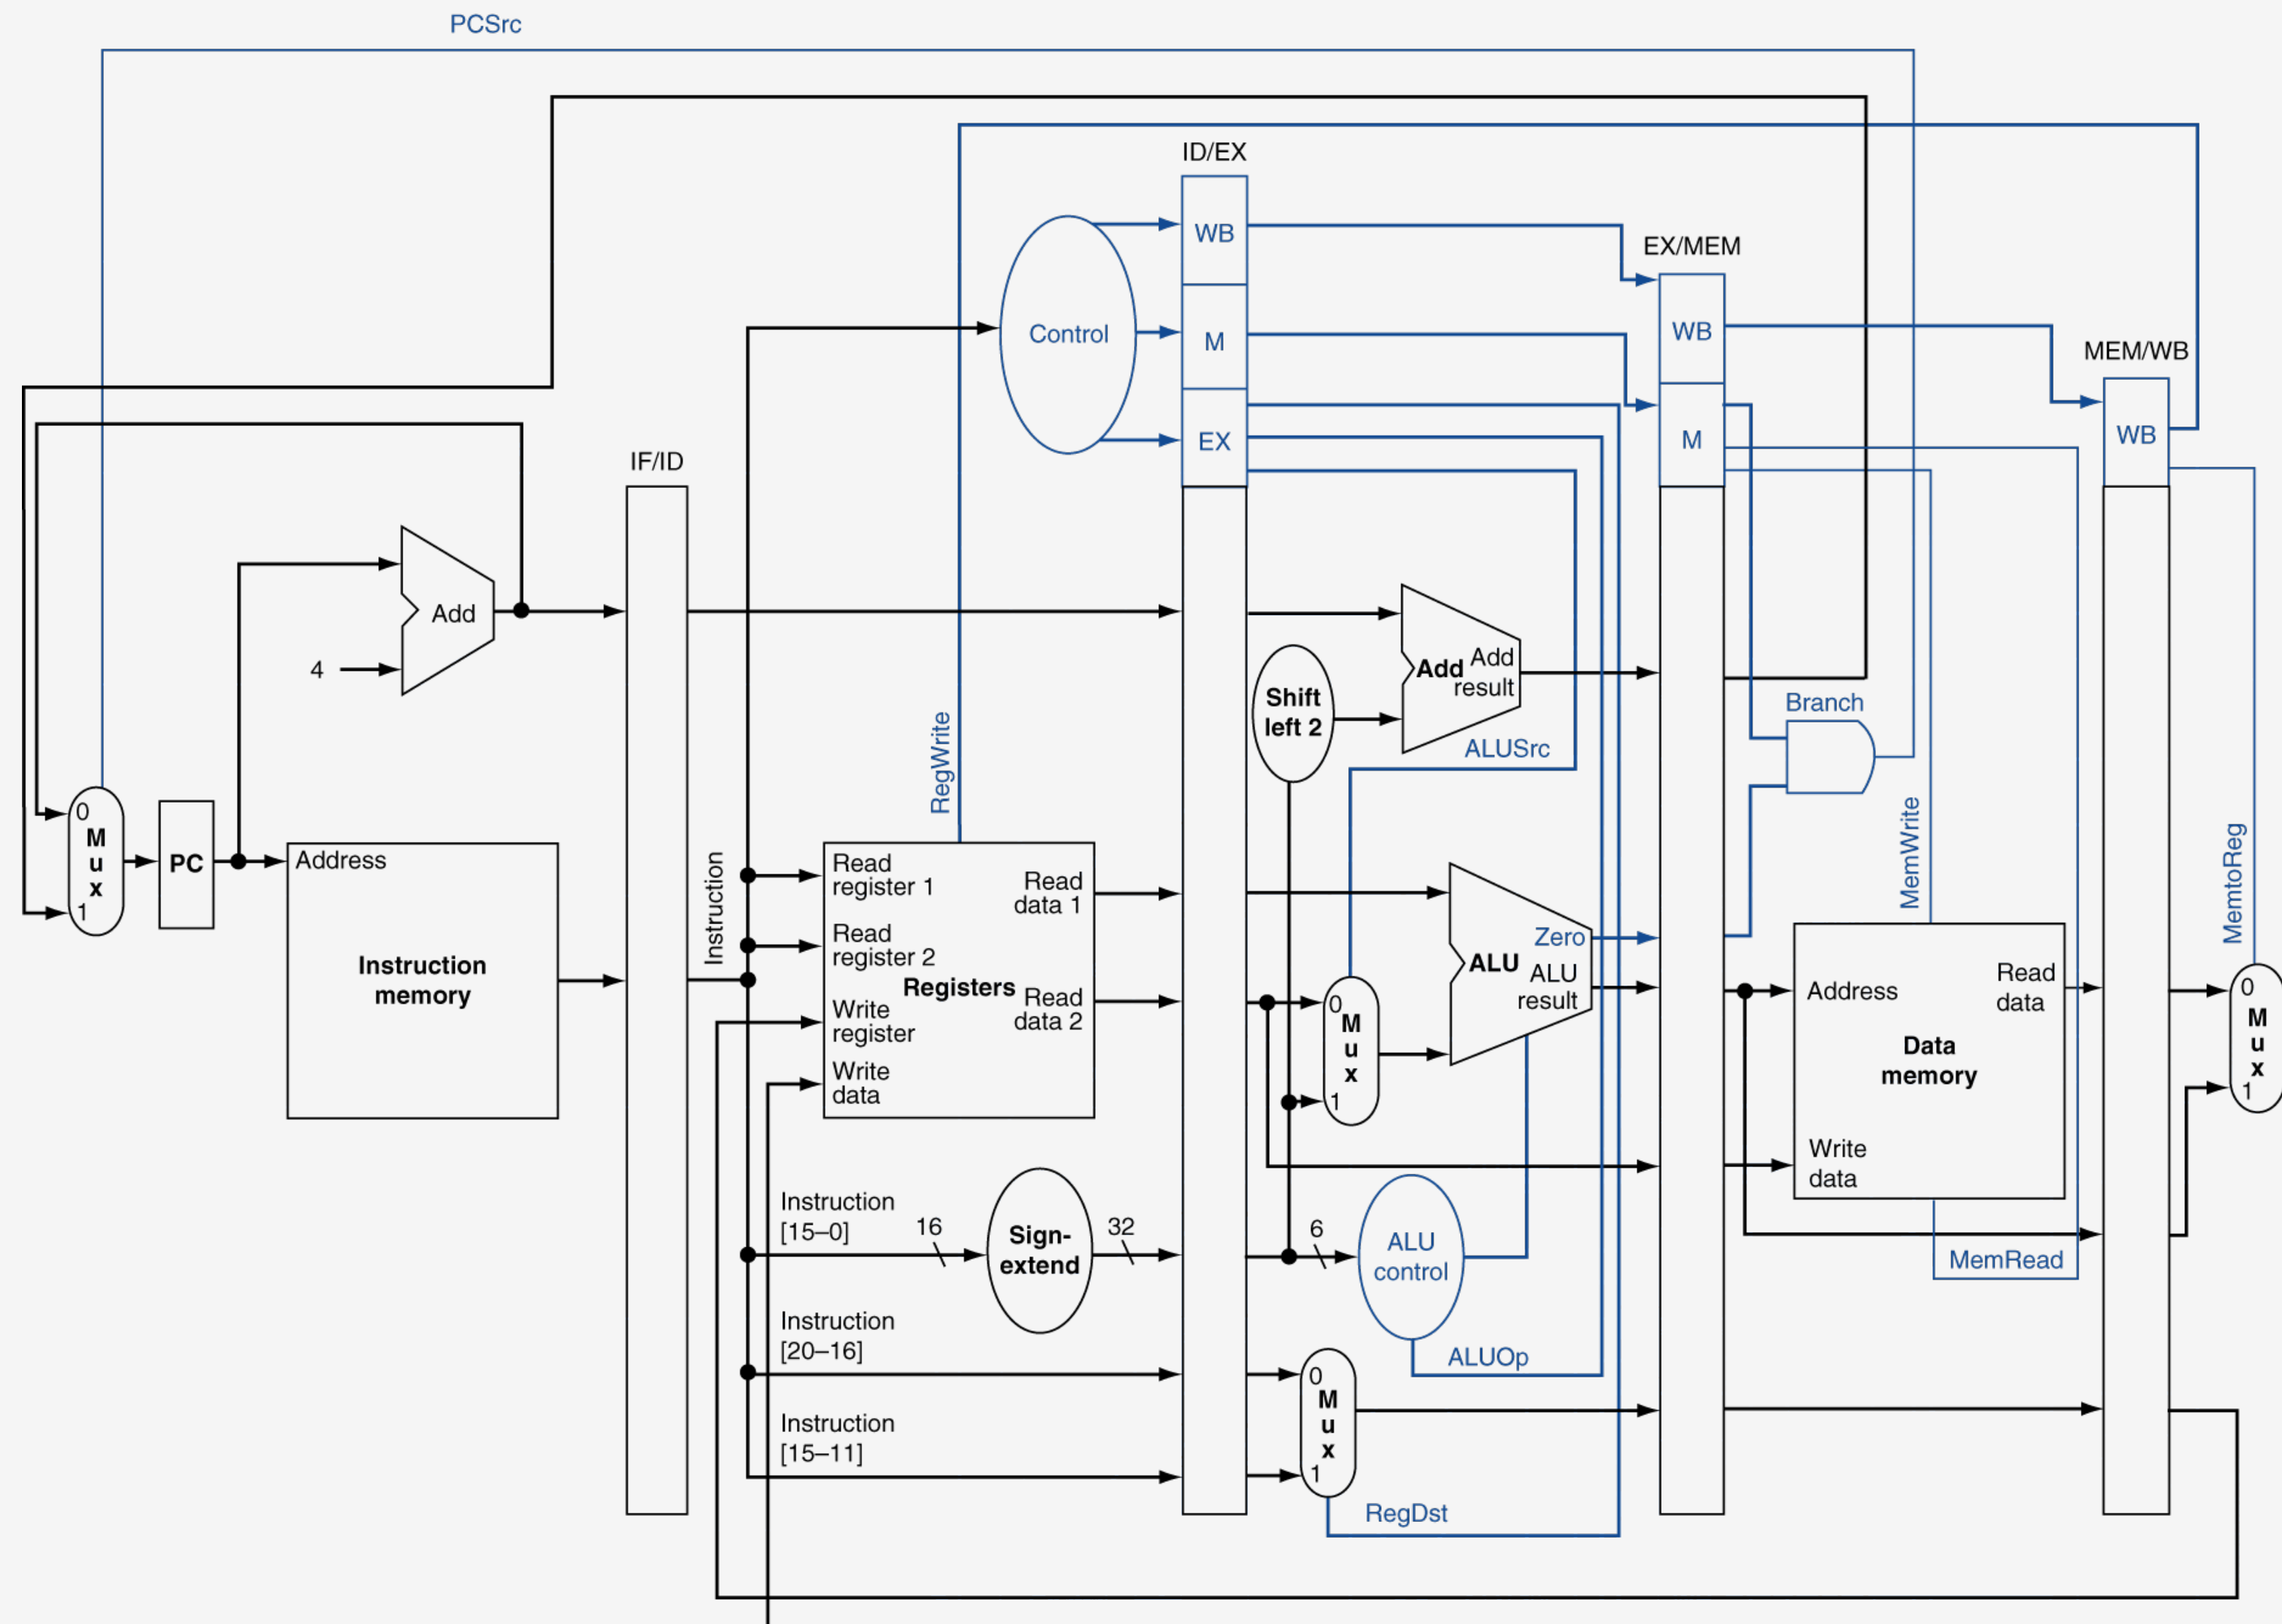 PCSrc
ID/EX
WB
EX/MEM
Control
M
WB
MEM/WB
EX
M
WB
IF/ID
Add
4
Add
Add
result
Shift
left 2
Branch
ALUSrc
RegWrite
MemWrite
MemtoReg
0
M
u
x
1
PC
Address
Instruction
memory
Instruction
Read
register 1
Read
data 1
Read
register 2
Registers
Read
data 2
Write
register
Write
data
Zero
ALU
ALU
result
0
M
u
x
1
Address
Read
data
Data
memory
Write
data
MemRead
0
M
u
x
1
Instruction
[15–0]
16
Sign-
extend
32
6
ALU
control
Instruction
[20–16]
ALUOp
0
M
u
x
1
Instruction
[15–11]
RegDst